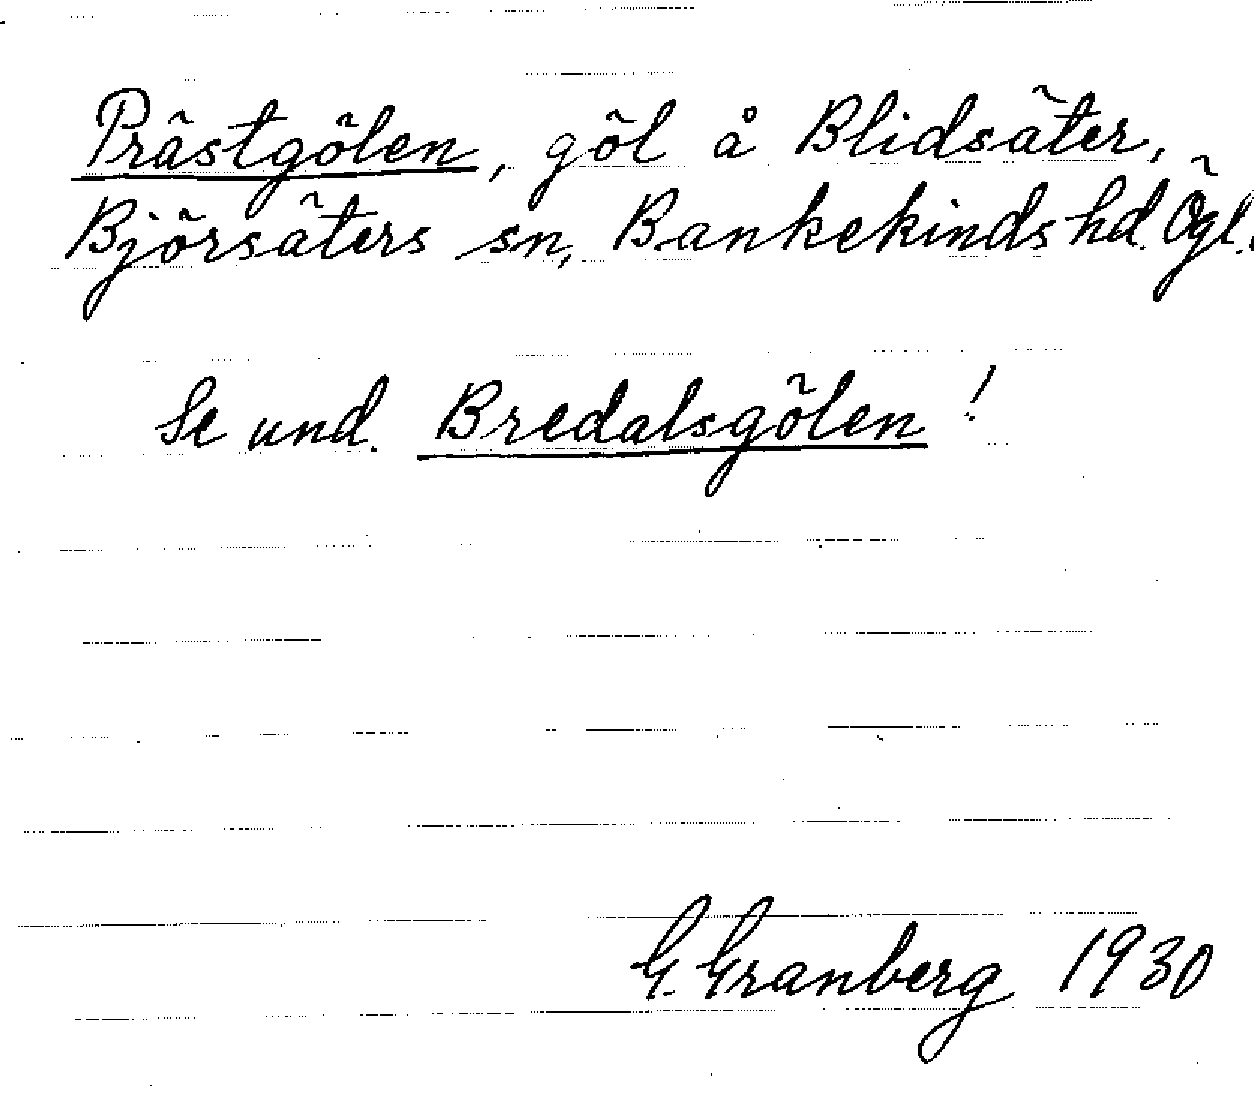 Prästgölen, göl å Blidsäter,
Björsäters sn, Bankekinds hd. Ögl.
Se und. Bredalsgölen!
G. Granberg 1930